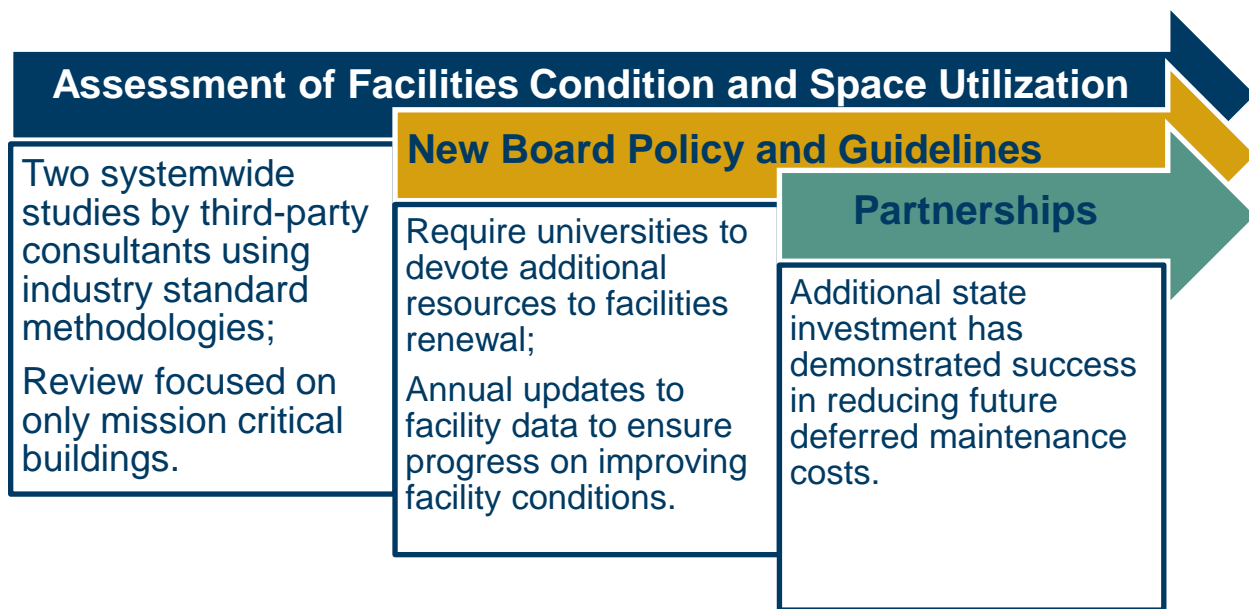 Assessment of Facilities Condition and Space Utilization
Two systemwide
studies by third-party
consultants using
industry standard
methodologies;
Review focused on
only mission critical
buildings.
New Board Policy and Guidelines
Require universities to
devote additional
resources to facilities
renewal;
Annual updates to
facility data to ensure
progress on improving
facility conditions.
Partnerships
Additional state
investment has
demonstrated success
in reducing future
deferred maintenance
costs.